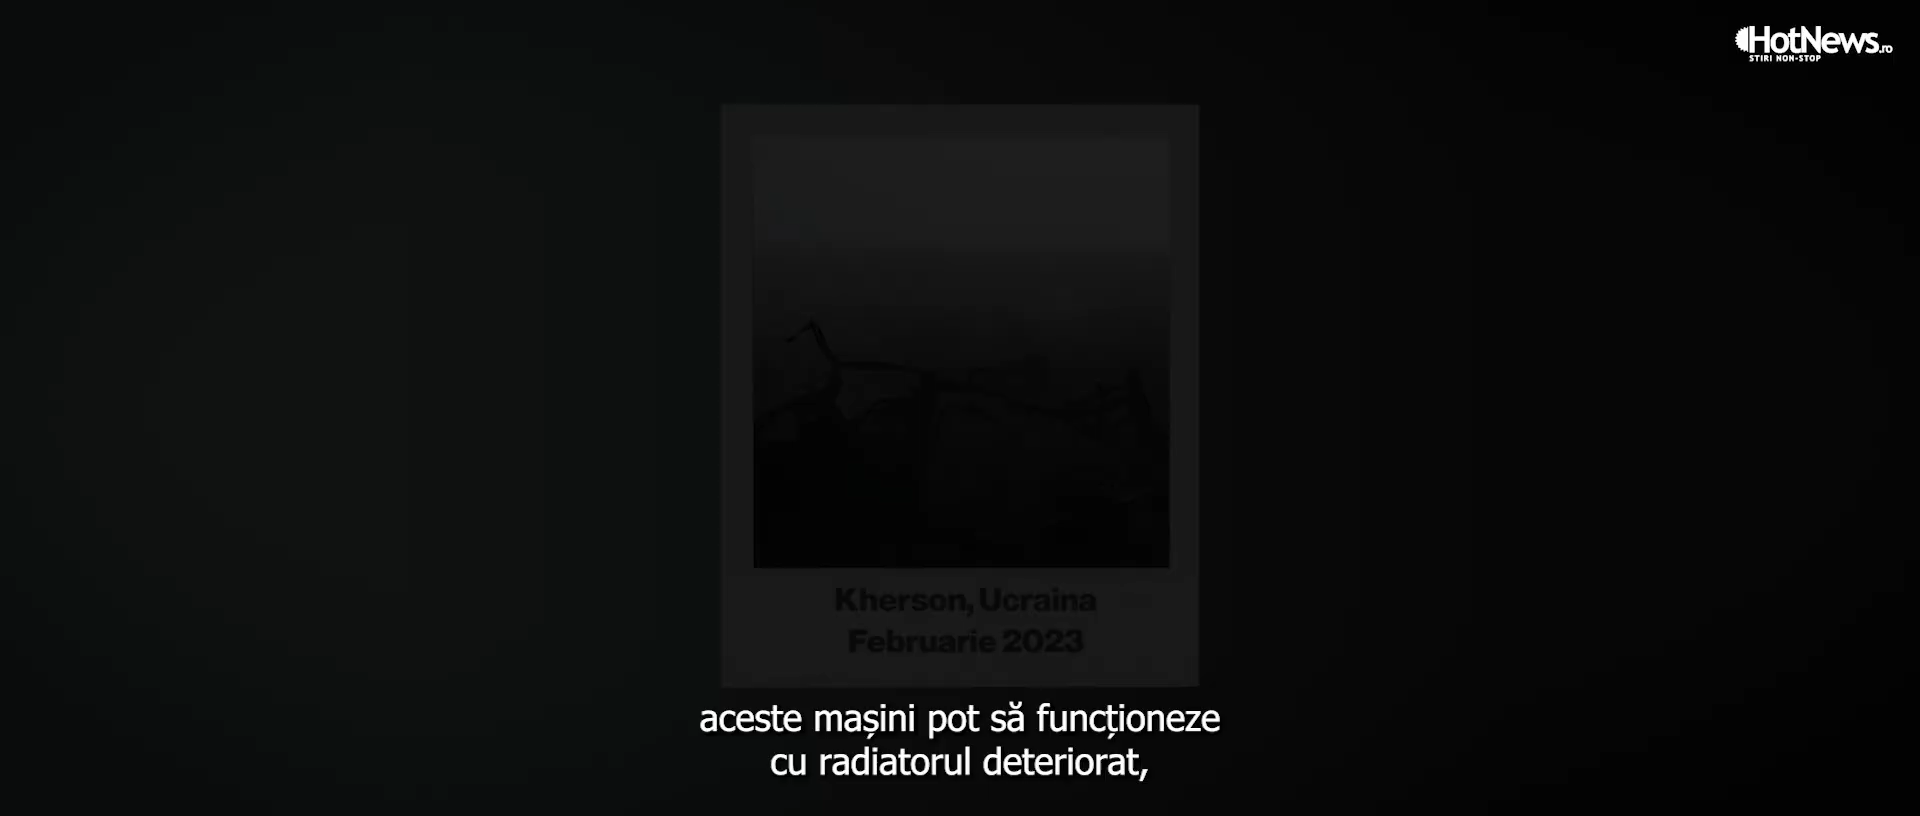 HotNews.ro
STIRI NON-STOP
Kherson, Ucraina
Februarie 2023
aceste mașini pot să funcționeze
cu radiatorul deteriorat,